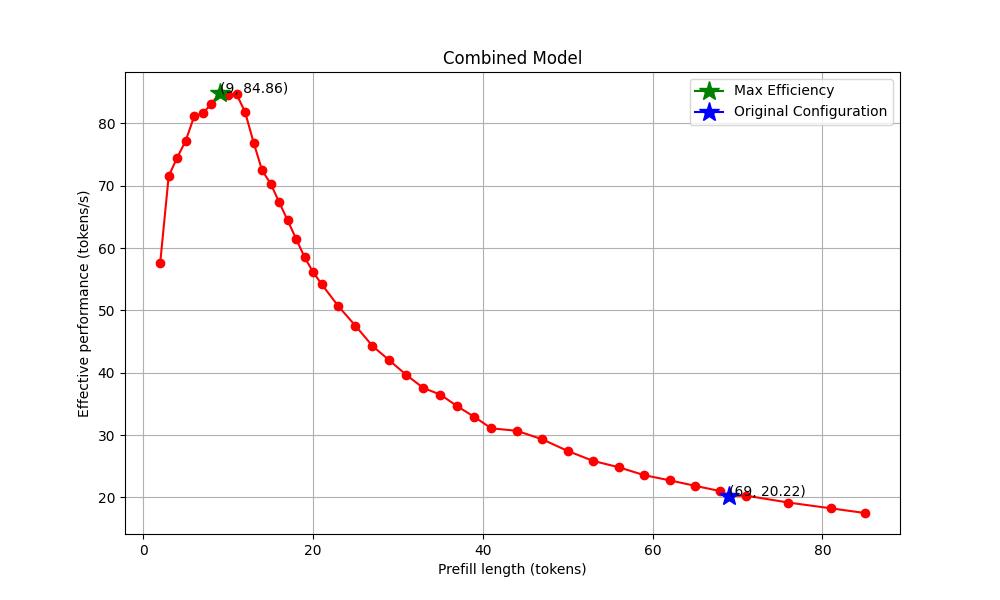 Combined Model
(9, 84.86)
Max Efficiency
Original Configuration
80
70
60
50
40
30
20
Effective performance (tokens/s)
(69, 20.22)
0
20
40
60
80
Prefill length (tokens)